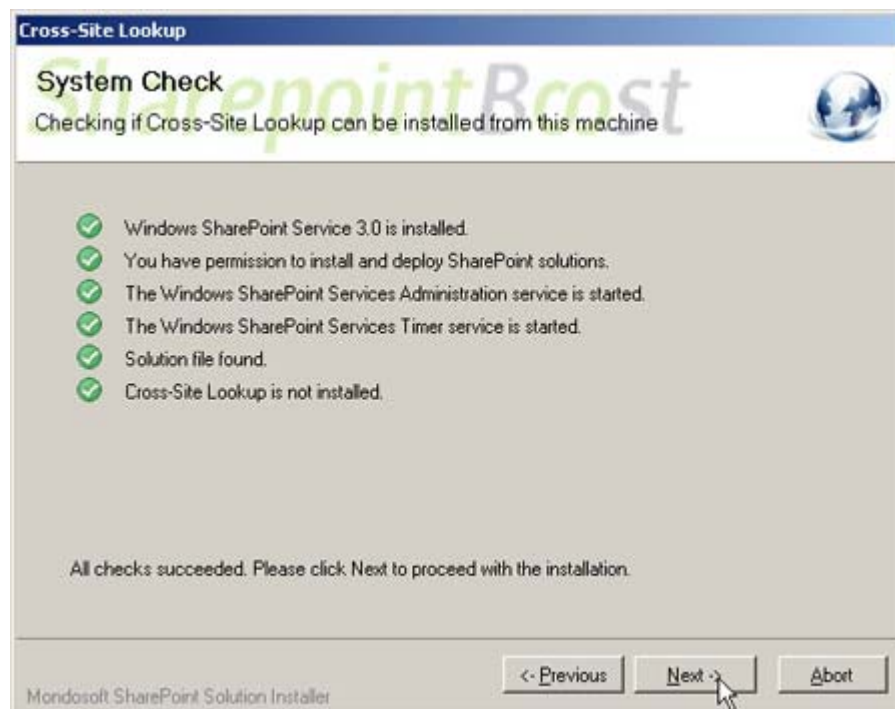 Cross-Site Lookup
SharepointBoost
System Check
Checking if Cross-Site Lookup can be installed from this machine
Windows SharePoint Service 3.0 is installed.
You have permission to install and deploy SharePoint solutions.
The Windows SharePoint Services Administration service is started.
The Windows SharePoint Services Timer service is started.
Solution file found.
Cross-Site Lookup is not installed.
All checks succeeded. Please click Next to proceed with the installation.
<- Previous
Next ->
Abort
Mondosoft SharePoint Solution Installer